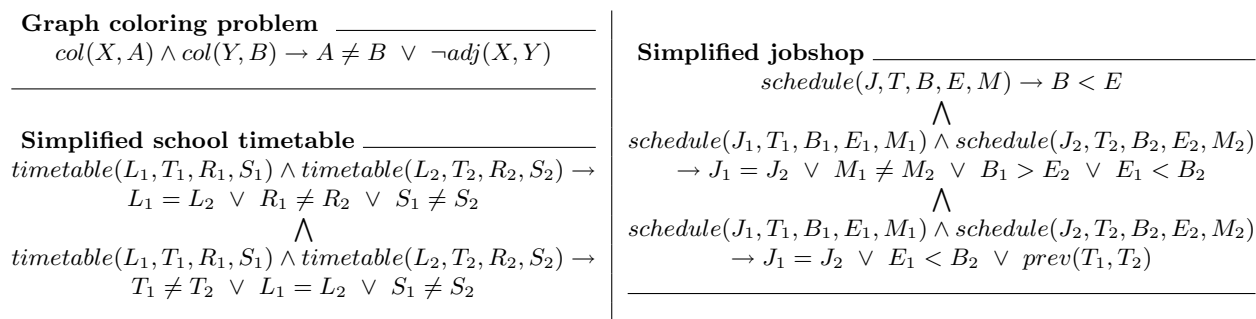 Graph coloring problem
col(X, A) ∧ col(Y, B) → A ≠ B ∨ ¬adj(X, Y)
Simplified school timetable
timetable(L₁, T₁, R₁, S₁) ∧ timetable(L₂, T₂, R₂, S₂) →
L₁ = L₂ ∨ R₁ ≠ R₂ ∨ S₁ ≠ S₂
⋀
timetable(L₁, T₁, R₁, S₁) ∧ timetable(L₂, T₂, R₂, S₂) →
T₁ ≠ T₂ ∨ L₁ = L₂ ∨ S₁ ≠ S₂
Simplified jobshop
schedule(J, T, B, E, M) → B < E
⋀
schedule(J₁, T₁, B₁, E₁, M₁) ∧ schedule(J₂, T₂, B₂, E₂, M₂)
→ J₁ = J₂ ∨ M₁ ≠ M₂ ∨ B₁ > E₂ ∨ E₁ < B₂
⋀
schedule(J₁, T₁, B₁, E₁, M₁) ∧ schedule(J₂, T₂, B₂, E₂, M₂)
→ J₁ = J₂ ∨ E₁ < B₂ ∨ prev(T₁, T₂)